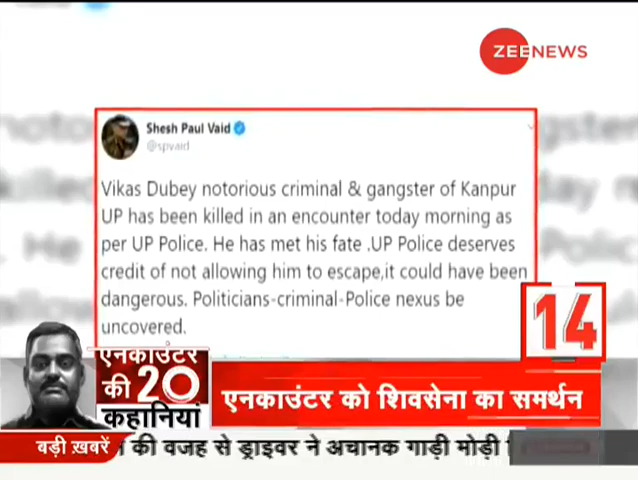 ZEENEWS
Shesh Paul Vaid
@spvaid
Vikas Dubey notorious criminal & gangster of Kanpur
UP has been killed in an encounter today morning as
per UP Police. He has met his fate .UP Police deserves
credit of not allowing him to escape,it could have been
dangerous. Politicians-criminal-Police nexus be
uncovered.
14
एनकाउंटर
की 20
कहानियां
एनकाउंटर को शिवसेना का समर्थन
बड़ी ख़बरें
की वजह से ड्राइवर ने अचानक गाड़ी मोड़ी